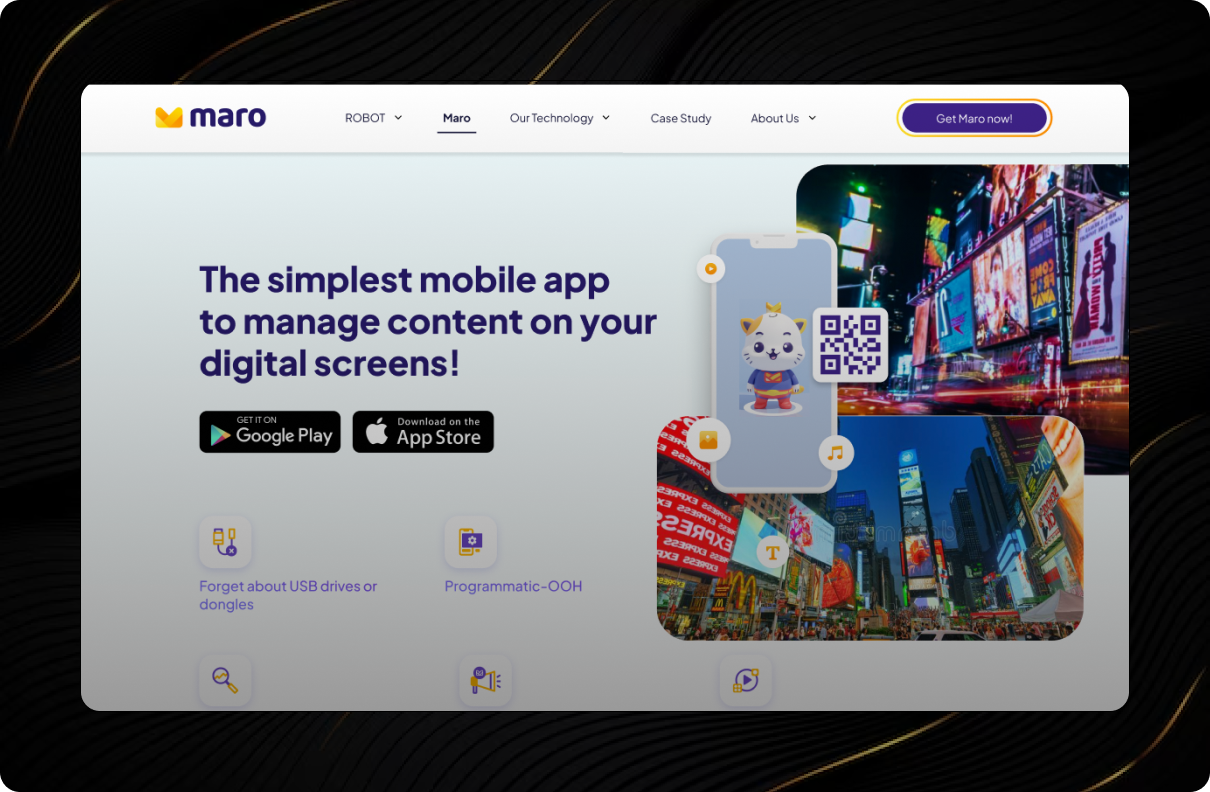 maro
ROBOT
Maro
Our Technology
Case Study
About Us
Get Maro now!
The simplest mobile app
to manage content on your
digital screens!
GET IT ON
Google Play
Download on the
App Store
T
Forget about USB drives or
dongles
Programmatic-OOH